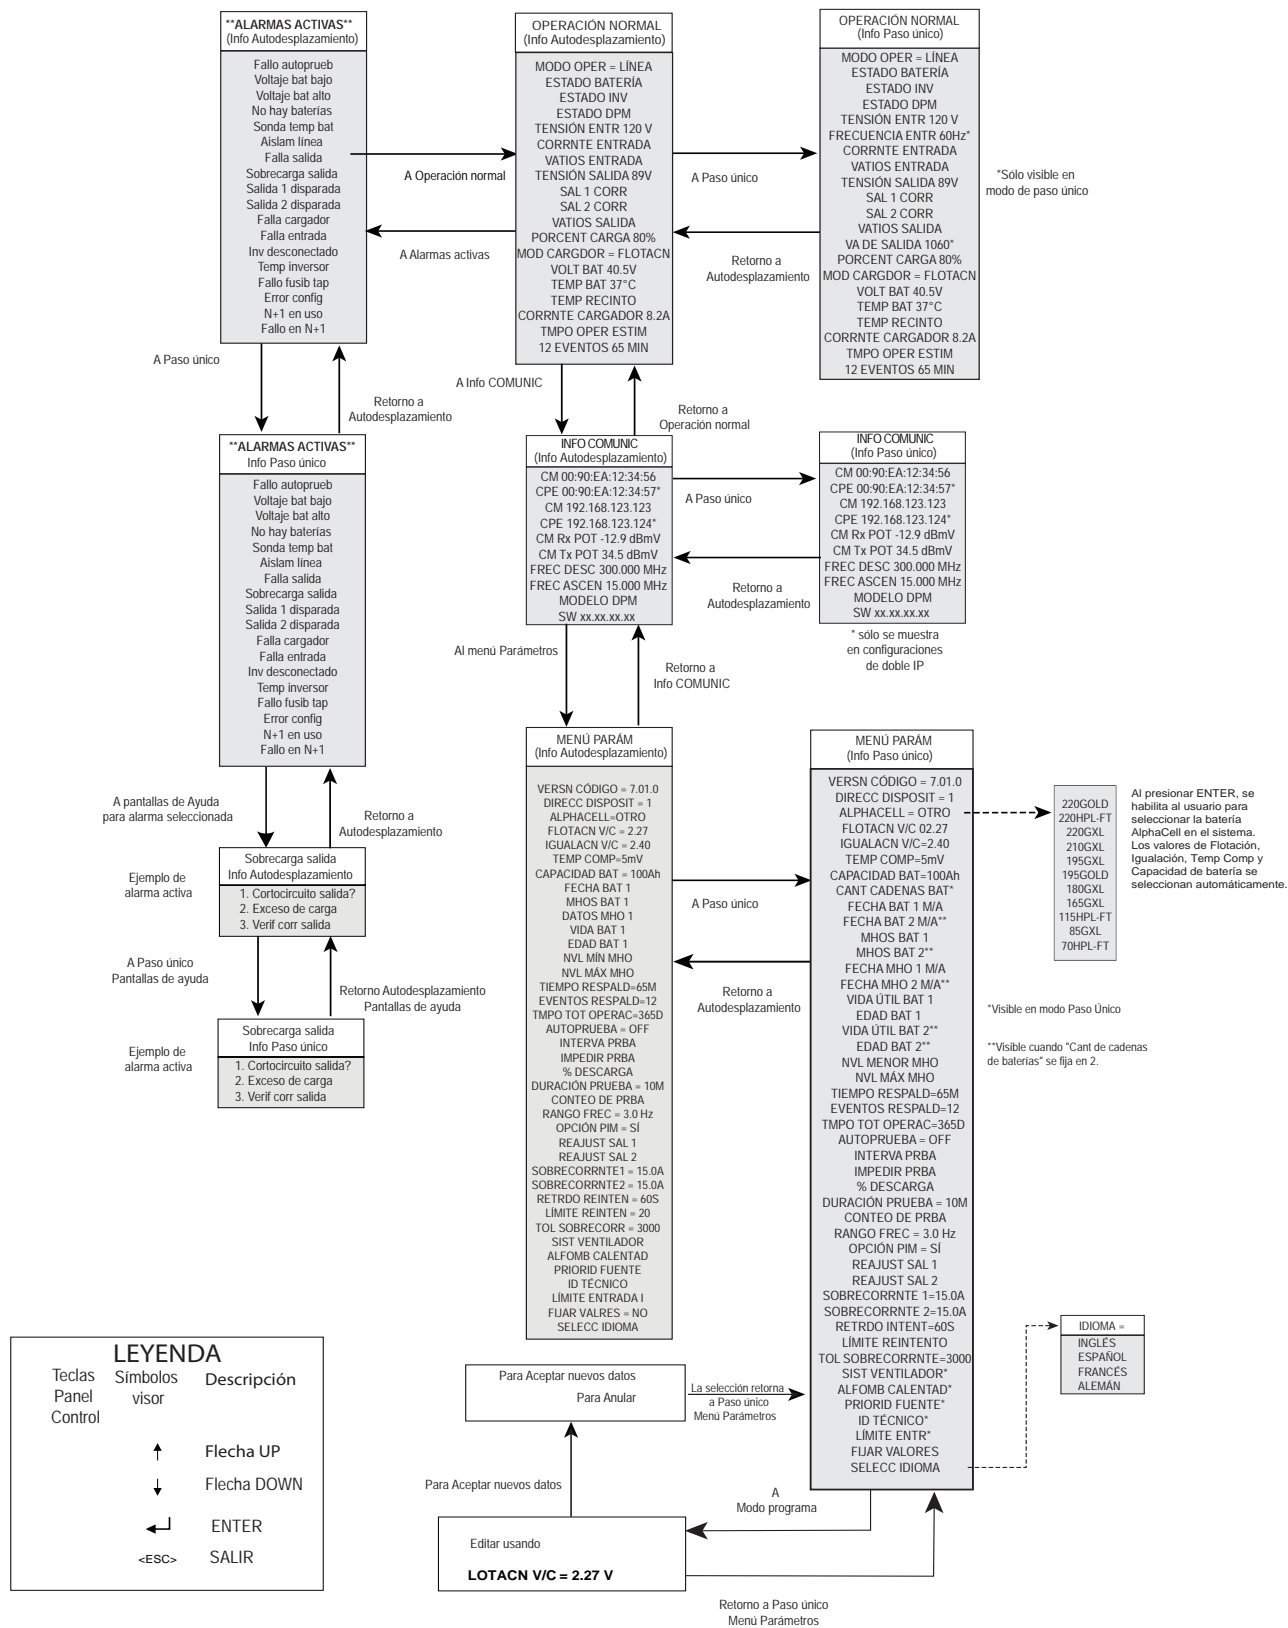 **ALARMAS ACTIVAS**
(Info Autodesplazamiento)
Fallo autoprueb
Voltaje bat bajo
Voltaje bat alto
No hay baterías
Sonda temp bat
Aislam línea
Falla salida
Sobrecarga salida
Salida 1 disparada
Salida 2 disparada
Falla cargador
Falla entrada
Inv desconectado
Temp inversor
Fallo fusib tap
Error config
N+1 en uso
Fallo en N+1
A Operación normal
A Alarmas activas
OPERACIÓN NORMAL
(Info Autodesplazamiento)
MODO OPER = LÍNEA
ESTADO BATERÍA
ESTADO INV
ESTADO DPM
TENSIÓN ENTR 120 V
CORRNTE ENTRADA
VATIOS ENTRADA
TENSIÓN SALIDA 89V
SAL 1 CORR
SAL 2 CORR
VATIOS SALIDA
PORCENT CARGA 80%
MOD CARGDOR = FLOTACN
VOLT BAT 40.5V
TEMP BAT 37°C
TEMP RECINTO
CORRNTE CARGADOR 8.2A
TMPO OPER ESTIM
12 EVENTOS 65 MIN
A Paso único
Retorno a
Autodesplazamiento
OPERACIÓN NORMAL
(Info Paso único)
MODO OPER = LÍNEA
ESTADO BATERÍA
ESTADO INV
ESTADO DPM
TENSIÓN ENTR 120 V
FRECUENCIA ENTR 60Hz*
CORRNTE ENTRADA
VATIOS ENTRADA
TENSIÓN SALIDA 89V
SAL 1 CORR
SAL 2 CORR
VATIOS SALIDA
VA DE SALIDA 1060*
PORCENT CARGA 80%
MOD CARGDOR = FLOTACN
VOLT BAT 40.5V
TEMP BAT 37°C
TEMP RECINTO
CORRNTE CARGADOR 8.2A
TMPO OPER ESTIM
12 EVENTOS 65 MIN
*Sólo visible en
modo de paso único
A Paso único
Retorno a
Autodesplazamiento
A Info COMUNIC
Retorno a
Operación normal
**ALARMAS ACTIVAS**
Info Paso único
Fallo autoprueb
Voltaje bat bajo
Voltaje bat alto
No hay baterías
Sonda temp bat
Aislam línea
Falla salida
Sobrecarga salida
Salida 1 disparada
Salida 2 disparada
Falla cargador
Falla entrada
Inv desconectado
Temp inversor
Fallo fusib tap
Error config
N+1 en uso
Fallo en N+1
INFO COMUNIC
(Info Autodesplazamiento)
CM 00:90:EA:12:34:56
CPE 00:90:EA:12:34:57*
CM 192.168.123.123
CPE 192.168.123.124*
CM Rx POT -12.9 dBmV
CM Tx POT 34.5 dBmV
FREC DESC 300.000 MHz
FREC ASCEN 15.000 MHz
MODELO DPM
SW xx.xx.xx.xx
A Paso único
Retorno a
Autodesplazamiento
INFO COMUNIC
(Info Paso único)
CM 00:90:EA:12:34:56
CPE 00:90:EA:12:34:57*
CM 192.168.123.123
CPE 192.168.123.124*
CM Rx POT -12.9 dBmV
CM Tx POT 34.5 dBmV
FREC DESC 300.000 MHz
FREC ASCEN 15.000 MHz
MODELO DPM
SW xx.xx.xx.xx
* sólo se muestra
en configuraciones
de doble IP
Al menú Parámetros
Retorno a
Info COMUNIC
A pantallas de Ayuda
para alarma seleccionada
Retorno a
Autodesplazamiento
Ejemplo de
alarma activa
Sobrecarga salida
Info Autodesplazamiento
1. Cortocircuito salida?
2. Exceso de carga
3. Verif corr salida
A Paso único
Pantallas de ayuda
Retorno Autodesplazamiento
Pantallas de ayuda
Ejemplo de
alarma activa
Sobrecarga salida
Info Paso único
1. Cortocircuito salida?
2. Exceso de carga
3. Verif corr salida
MENÚ PARÁM
(Info Autodesplazamiento)
VERSN CÓDIGO = 7.01.0
DIRECC DISPOSIT = 1
ALPHACELL=OTRO
FLOTACN V/C = 2.27
IGUALACN V/C = 2.40
TEMP COMP=5mV
CAPACIDAD BAT = 100Ah
FECHA BAT 1
MHOS BAT 1
DATOS MHO 1
VIDA BAT 1
EDAD BAT 1
NVL MÍN MHO
NVL MÁX MHO
TIEMPO RESPALD=65M
EVENTOS RESPALD=12
TMPO TOT OPERAC=365D
AUTOPRUEBA = OFF
INTERVA PRBA
IMPEDIR PRBA
% DESCARGA
DURACIÓN PRUEBA = 10M
CONTEO DE PRBA
RANGO FREC = 3.0 Hz
OPCIÓN PIM = SÍ
REAJUST SAL 1
REAJUST SAL 2
SOBRECORRNTE1 = 15.0A
SOBRECORRNTE2 = 15.0A
RETRDO REINTEN = 60S
LÍMITE REINTEN = 20
TOL SOBRECORR = 3000
SIST VENTILADOR
ALFOMB CALENTAD
PRIORID FUENTE
ID TÉCNICO
LÍMITE ENTRADA I
FIJAR VALRES = NO
SELECC IDIOMA
A Paso único
Retorno a
Autodesplazamiento
MENÚ PARÁM
(Info Paso único)
VERSN CÓDIGO = 7.01.0
DIRECC DISPOSIT = 1
ALPHACELL = OTRO
FLOTACN V/C 02.27
IGUALACN V/C=2.40
TEMP COMP=5mV
CAPACIDAD BAT=100Ah
CANT CADENAS BAT*
FECHA BAT 1 M/A
FECHA BAT 2 M/A**
MHOS BAT 1
MHOS BAT 2**
FECHA MHO 1 M/A
FECHA MHO 2 M/A**
VIDA ÚTIL BAT 1
EDAD BAT 1
VIDA ÚTIL BAT 2**
EDAD BAT 2**
NVL MENOR MHO
NVL MÁX MHO
TIEMPO RESPALD=65M
EVENTOS RESPALD=12
TMPO TOT OPERAC=365D
AUTOPRUEBA = OFF
INTERVA PRBA
IMPEDIR PRBA
% DESCARGA
DURACIÓN PRUEBA = 10M
CONTEO DE PRBA
RANGO FREC = 3.0 Hz
OPCIÓN PIM = SÍ
REAJUST SAL 1
REAJUST SAL 2
SOBRECORRNTE 1=15.0A
SOBRECORRNTE 2=15.0A
RETRDO INTENT=60S
LÍMITE REINTENTO
TOL SOBRECORRNTE=3000
SIST VENTILADOR*
ALFOMB CALENTAD*
PRIORID FUENTE*
ID TÉCNICO*
LÍMITE ENTR*
FIJAR VALORES
SELECC IDIOMA
220GOLD
220HPL-FT
220GXL
210GXL
195GXL
195GOLD
180GXL
165GXL
115HPL-FT
85GXL
70HPL-FT
Al presionar ENTER, se
habilita al usuario para
seleccionar la batería
AlphaCell en el sistema.
Los valores de Flotación,
Igualación, Temp Comp y
Capacidad de batería se
seleccionan automáticamente.
*Visible en modo Paso Único
**Visible cuando "Cant de cadenas
de baterías" se fija en 2.
IDIOMA =
INGLÉS
ESPAÑOL
FRANCÉS
ALEMÁN
LEYENDA
Teclas
Panel
Control
Símbolos
visor
Descripción
Flecha UP
Flecha DOWN
ENTER
<ESC> SALIR
Para Aceptar nuevos datos
Para Anular
La selección retorna
a Paso único
Menú Parámetros
Para Aceptar nuevos datos
A
Modo programa
Editar usando
LOTACN V/C = 2.27 V
Retorno a Paso único
Menú Parámetros